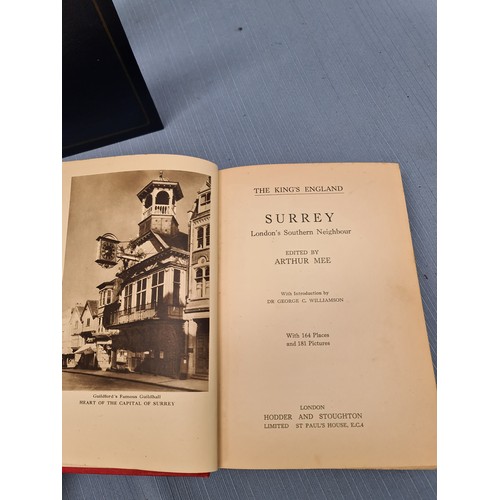 Guildford's Famous Guildhall
HEART OF THE CAPITAL OF SURREY
THE KING'S ENGLAND
SURREY
London's Southern Neighbour
EDITED BY
ARTHUR MEE
With Introduction by
DR GEORGE C. WILLIAMSON
With 164 Places
and 181 Pictures
LONDON
HODDER AND STOUGHTON
LIMITED ST PAUL'S HOUSE, E.C.4